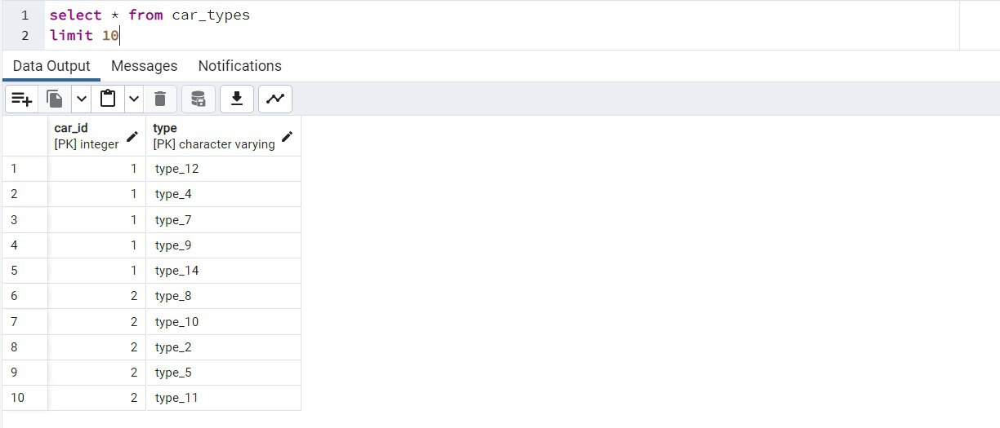 1 select * from car_types
2 limit 10
Data Output Messages Notifications
car_id type
[PK] integer [PK] character varying
1 1 type_12
2 1 type_4
3 1 type_7
4 1 type_9
5 1 type_14
6 2 type_8
7 2 type_10
8 2 type_2
9 2 type_5
10 2 type_11